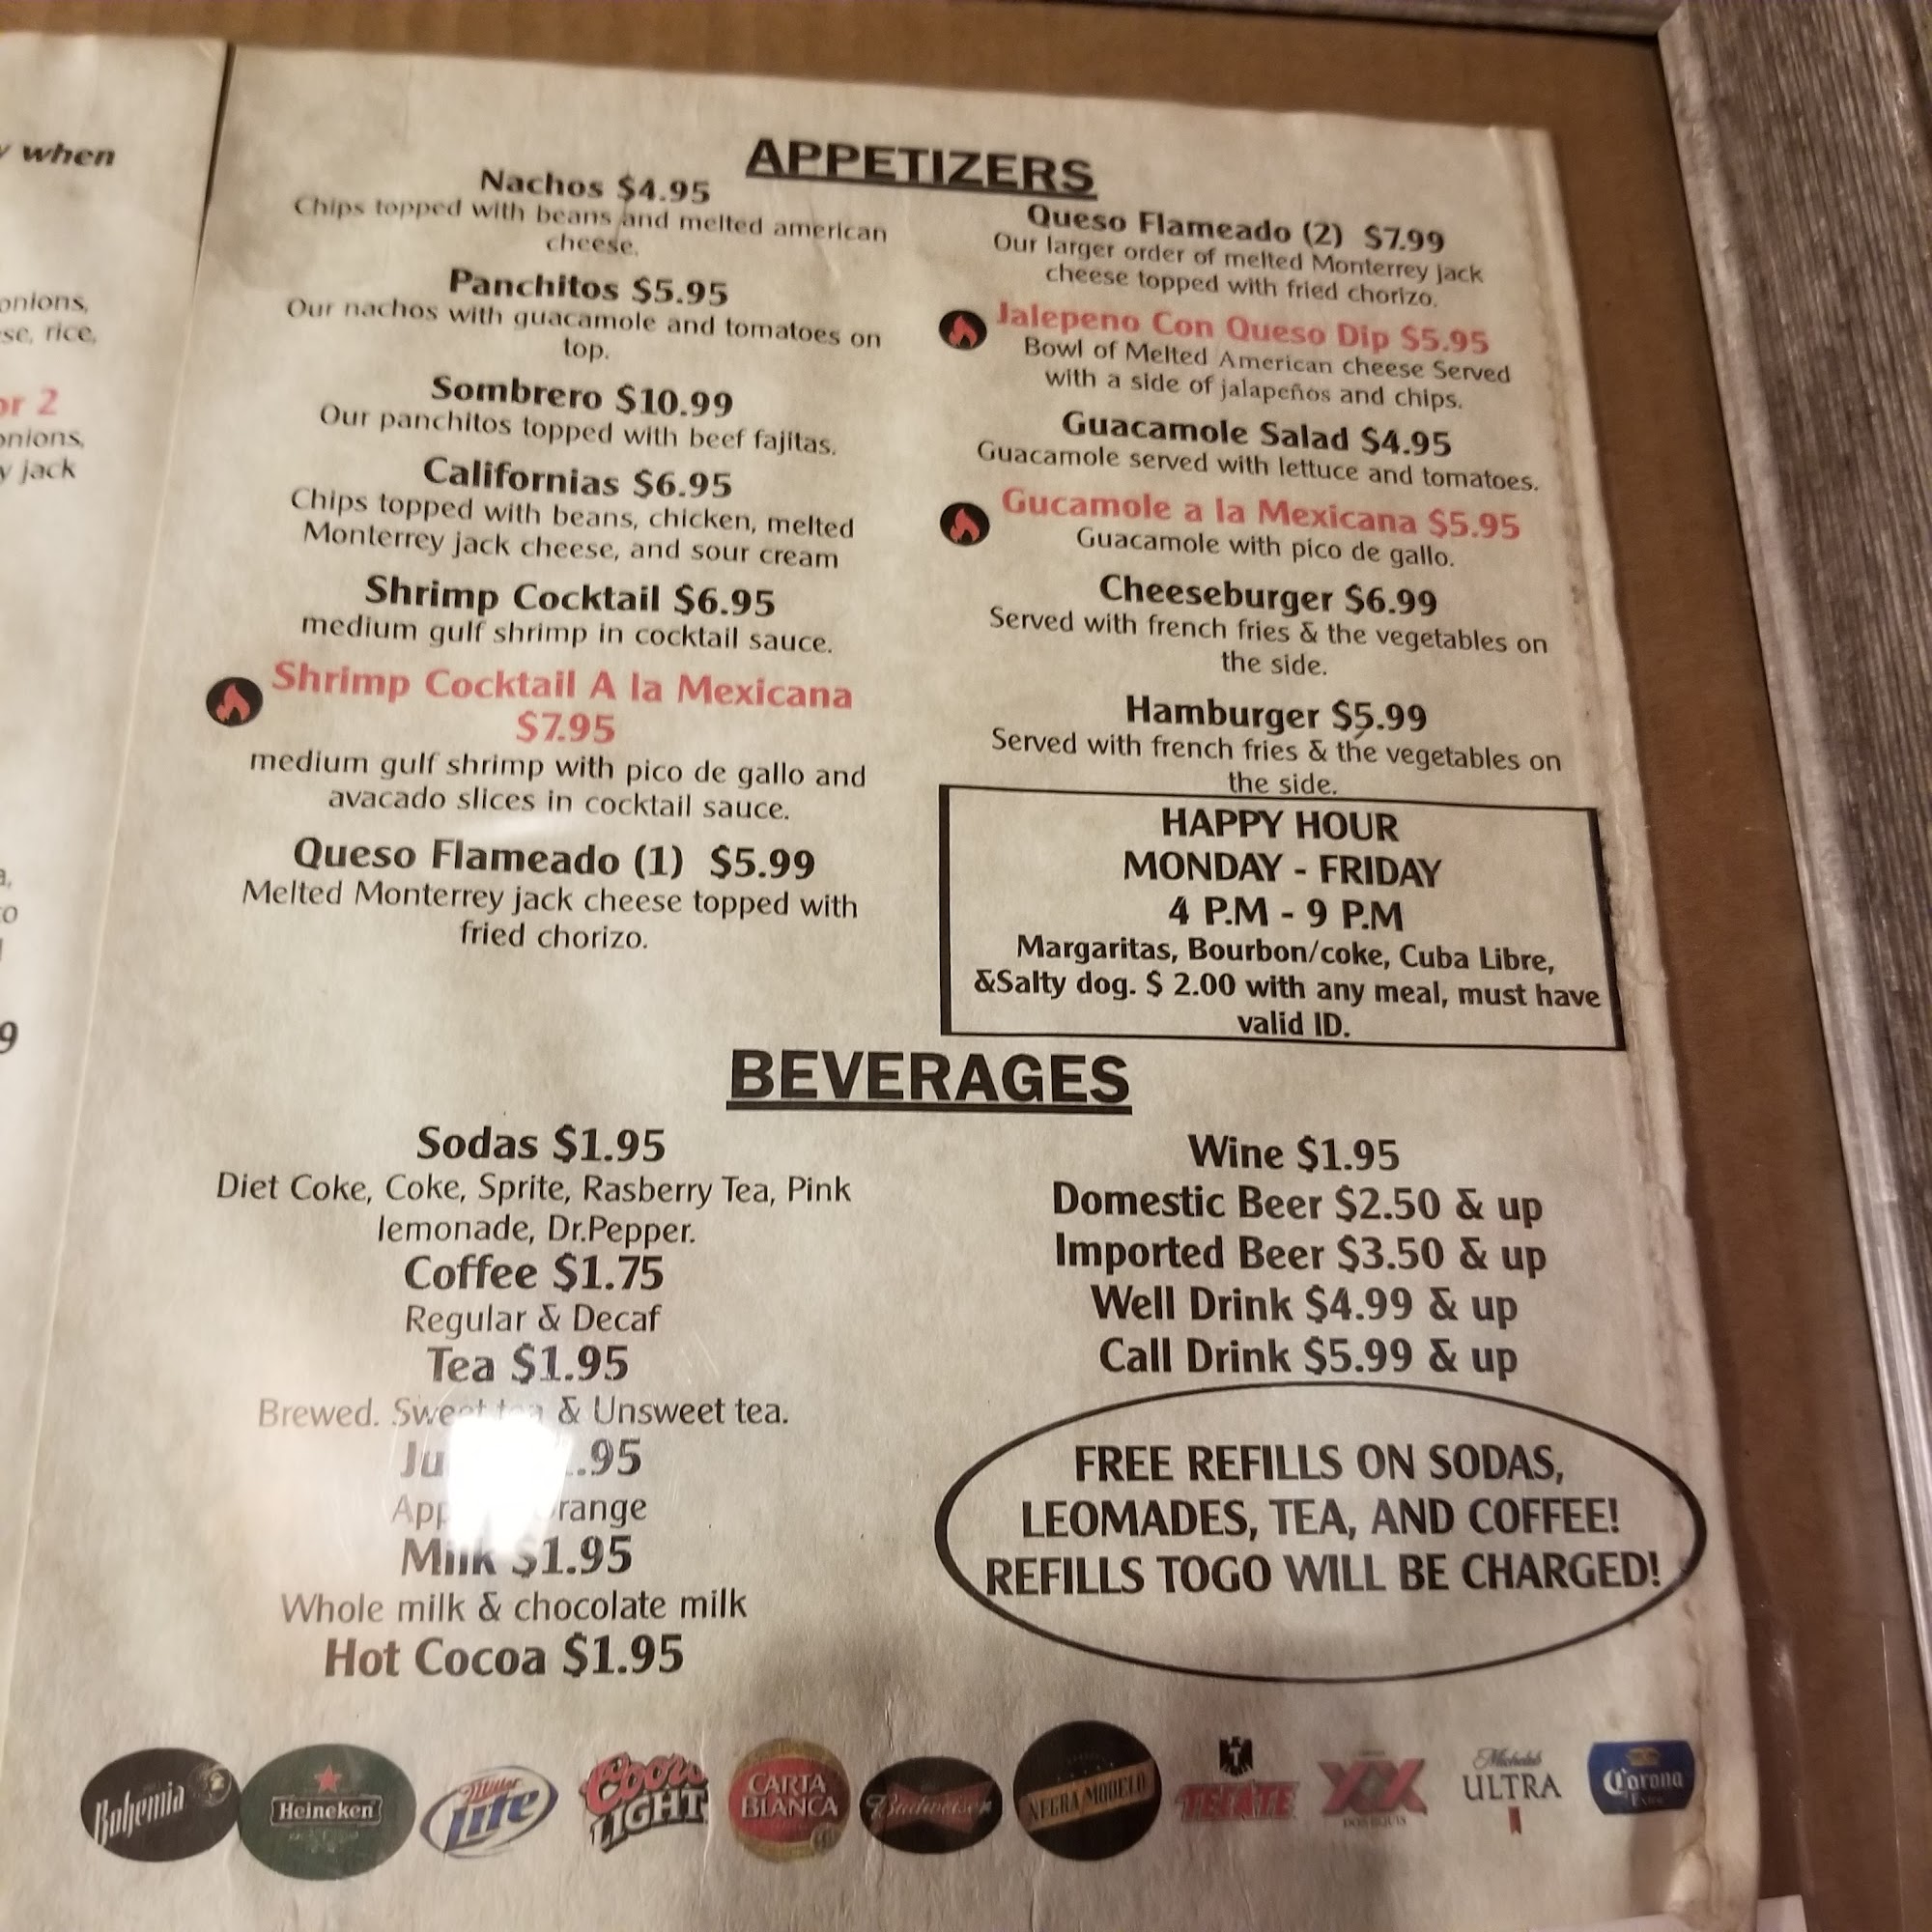 y when
onions,
se, rice,
or 2
onions,
y jack
9
APPETIZERS
Nachos $4.95
Chips topped with beans and melted american
cheese.
Panchitos $5.95
Our nachos with guacamole and tomatoes on
top.
Sombrero $10.99
Our panchitos topped with beef fajitas.
Californias $6.95
Chips topped with beans, chicken, melted
Monterrey jack cheese, and sour cream
Shrimp Cocktail $6.95
medium gulf shrimp in cocktail sauce.
Shrimp Cocktail A la Mexicana
$7.95
medium gulf shrimp with pico de gallo and
avacado slices in cocktail sauce.
Queso Flameado (1) $5.99
Melted Monterrey jack cheese topped with
fried chorizo.
Queso Flameado (2) $7.99
Our larger order of melted Monterrey jack
cheese topped with fried chorizo.
Jalepeno Con Queso Dip $5.95
Bowl of Melted American cheese Served
with a side of jalapeños and chips.
Guacamole Salad $4.95
Guacamole served with lettuce and tomatoes.
Gucamole a la Mexicana $5.95
Guacamole with pico de gallo.
Cheeseburger $6.99
Served with french fries & the vegetables on
the side.
Hamburger $5.99
Served with french fries & the vegetables on
the side.
HAPPY HOUR
MONDAY - FRIDAY
4 P.M - 9 P.M
Margaritas, Bourbon/coke, Cuba Libre,
&Salty dog. $ 2.00 with any meal, must have
valid ID.
BEVERAGES
Sodas $1.95
Diet Coke, Coke, Sprite, Rasberry Tea, Pink
lemonade, Dr.Pepper.
Coffee $1.75
Regular & Decaf
Tea $1.95
Brewed. Sweet tea & Unsweet tea.
.95
Milk $1.95
Whole milk & chocolate milk
Hot Cocoa $1.95
Wine $1.95
Domestic Beer $2.50 & up
Imported Beer $3.50 & up
Well Drink $4.99 & up
Call Drink $5.99 & up
FREE REFILLS ON SODAS,
LEOMADES, TEA, AND COFFEE!
REFILLS TOGO WILL BE CHARGED!
Bohemia
Heineken
Miller
Lite
Coors
LIGHT
CARTA
BLANCA
Budweiser
NEGRA MODELO
TECATE
XX
DOS EQUIS
Michelob
ULTRA
Corona
Extra